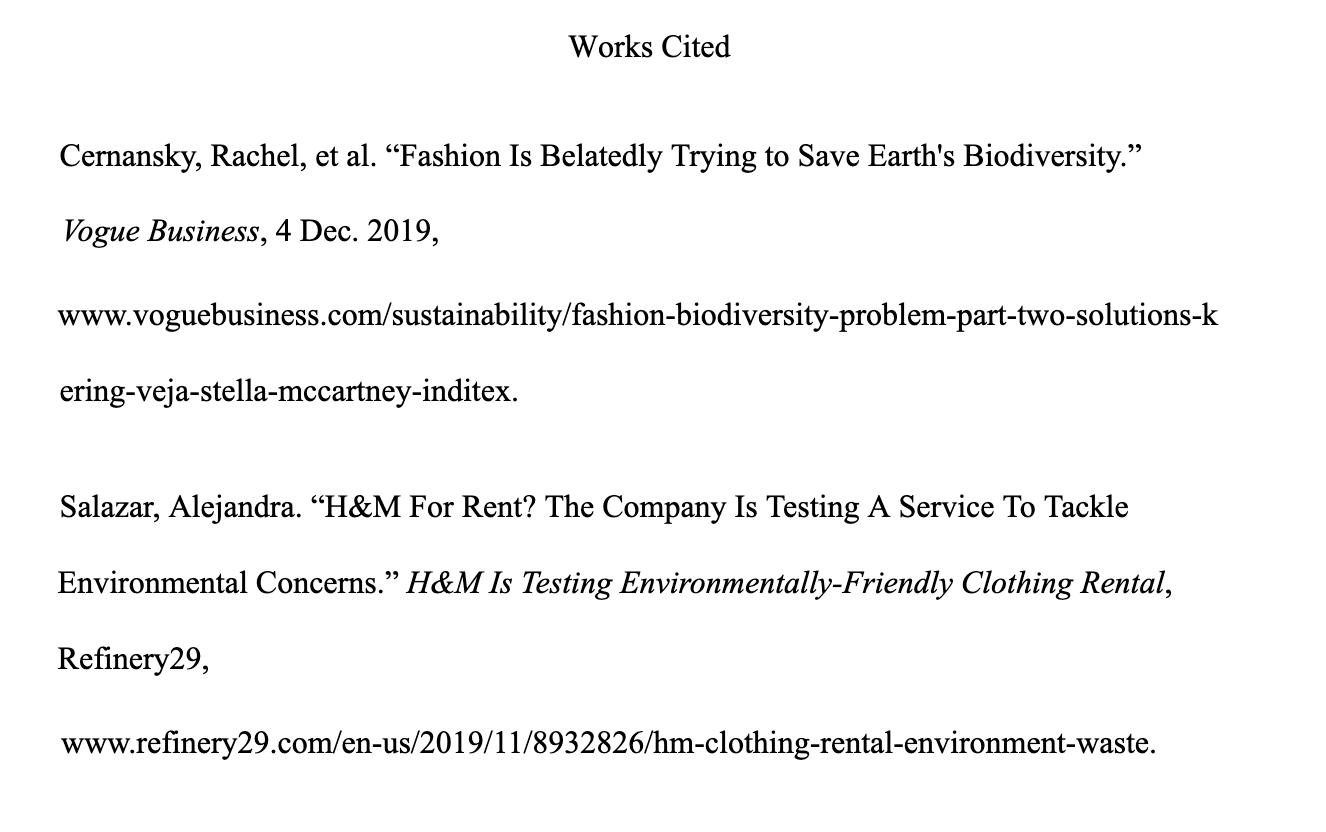 Works Cited
Cernansky, Rachel, et al. “Fashion Is Belatedly Trying to Save Earth's Biodiversity.”
Vogue Business, 4 Dec. 2019,
www.voguebusiness.com/sustainability/fashion-biodiversity-problem-part-two-solutions-k
ering-veja-stella-mccartney-inditex.
Salazar, Alejandra. “H&M For Rent? The Company Is Testing A Service To Tackle
Environmental Concerns.” H&M Is Testing Environmentally-Friendly Clothing Rental,
Refinery29,
www.refinery29.com/en-us/2019/11/8932826/hm-clothing-rental-environment-waste.